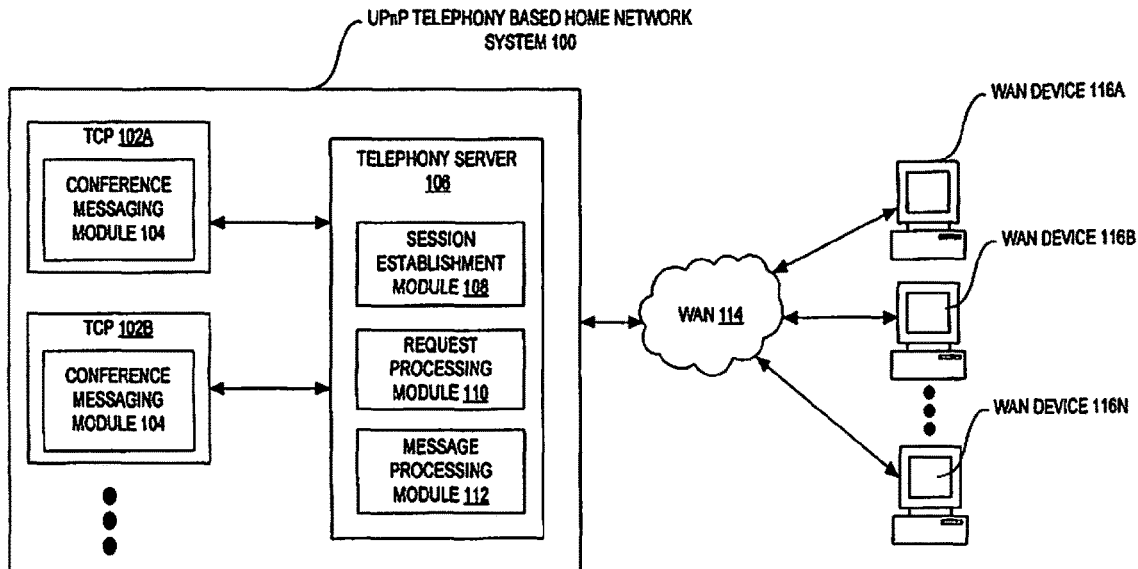 UPnP TELEPHONY BASED HOME NETWORK
SYSTEM 100
TCP 102A
CONFERENCE
MESSAGING
MODULE 104
TCP 102B
CONFERENCE
MESSAGING
MODULE 104
TELEPHONY SERVER
106
SESSION
ESTABLISHMENT
MODULE 108
REQUEST
PROCESSING
MODULE 110
MESSAGE
PROCESSING
MODULE 112
WAN 114
WAN DEVICE 116A
WAN DEVICE 116B
WAN DEVICE 116N